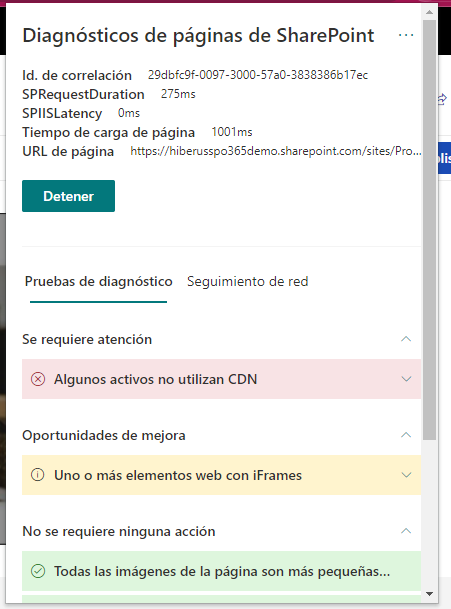 Diagnósticos de páginas de SharePoint
Id. de correlación 29dbfc9f-0097-3000-57a0-3838386b17ec
SPRequestDuration 275ms
SPIISLatency 0ms
Tiempo de carga de página 1001ms
URL de página https://hiberusspo365demo.sharepoint.com/sites/Pro...
Detener
Pruebas de diagnóstico Seguimiento de red
Se requiere atención
Algunos activos no utilizan CDN
Oportunidades de mejora
Uno o más elementos web con iFrames
No se requiere ninguna acción
Todas las imágenes de la página son más pequeñas...